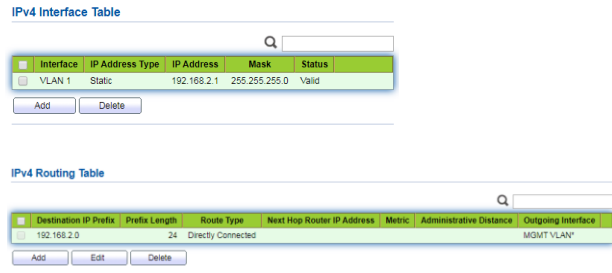 IPv4 Interface Table
Interface IP Address Type IP Address Mask Status
VLAN 1 Static 192.168.2.1 255.255.255.0 Valid
Add Delete
IPv4 Routing Table
Destination IP Prefix Prefix Length Route Type Next Hop Router IP Address Metric Administrative Distance Outgoing Interface
192.168.2.0 24 Directly Connected MGMT VLAN*
Add Edit Delete